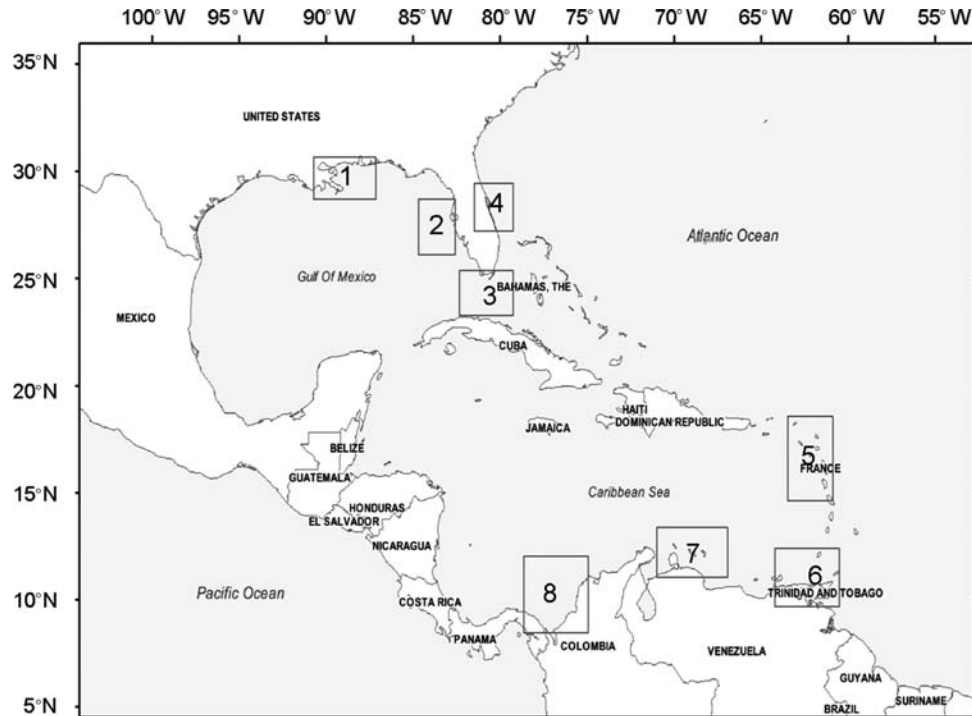 100°W 95°W 90°W 85°W 80°W 75°W 70°W 65°W 60°W 55°W
35°N
UNITED STATES
30°N
1
4
2
Atlantic Ocean
Gulf Of Mexico
25°N
BAHAMAS, THE
3
MEXICO
CUBA
20°N
HAITI
DOMINICAN REPUBLIC
JAMAICA
BELIZE
5
FRANCE
GUATEMALA
15°N
Caribbean Sea
HONDURAS
EL SALVADOR
NICARAGUA
7
6
8
TRINIDAD AND TOBAGO
10°N
Pacific Ocean
COSTA RICA
PANAMA
COLOMBIA
VENEZUELA
GUYANA
SURINAME
5°N
BRAZIL